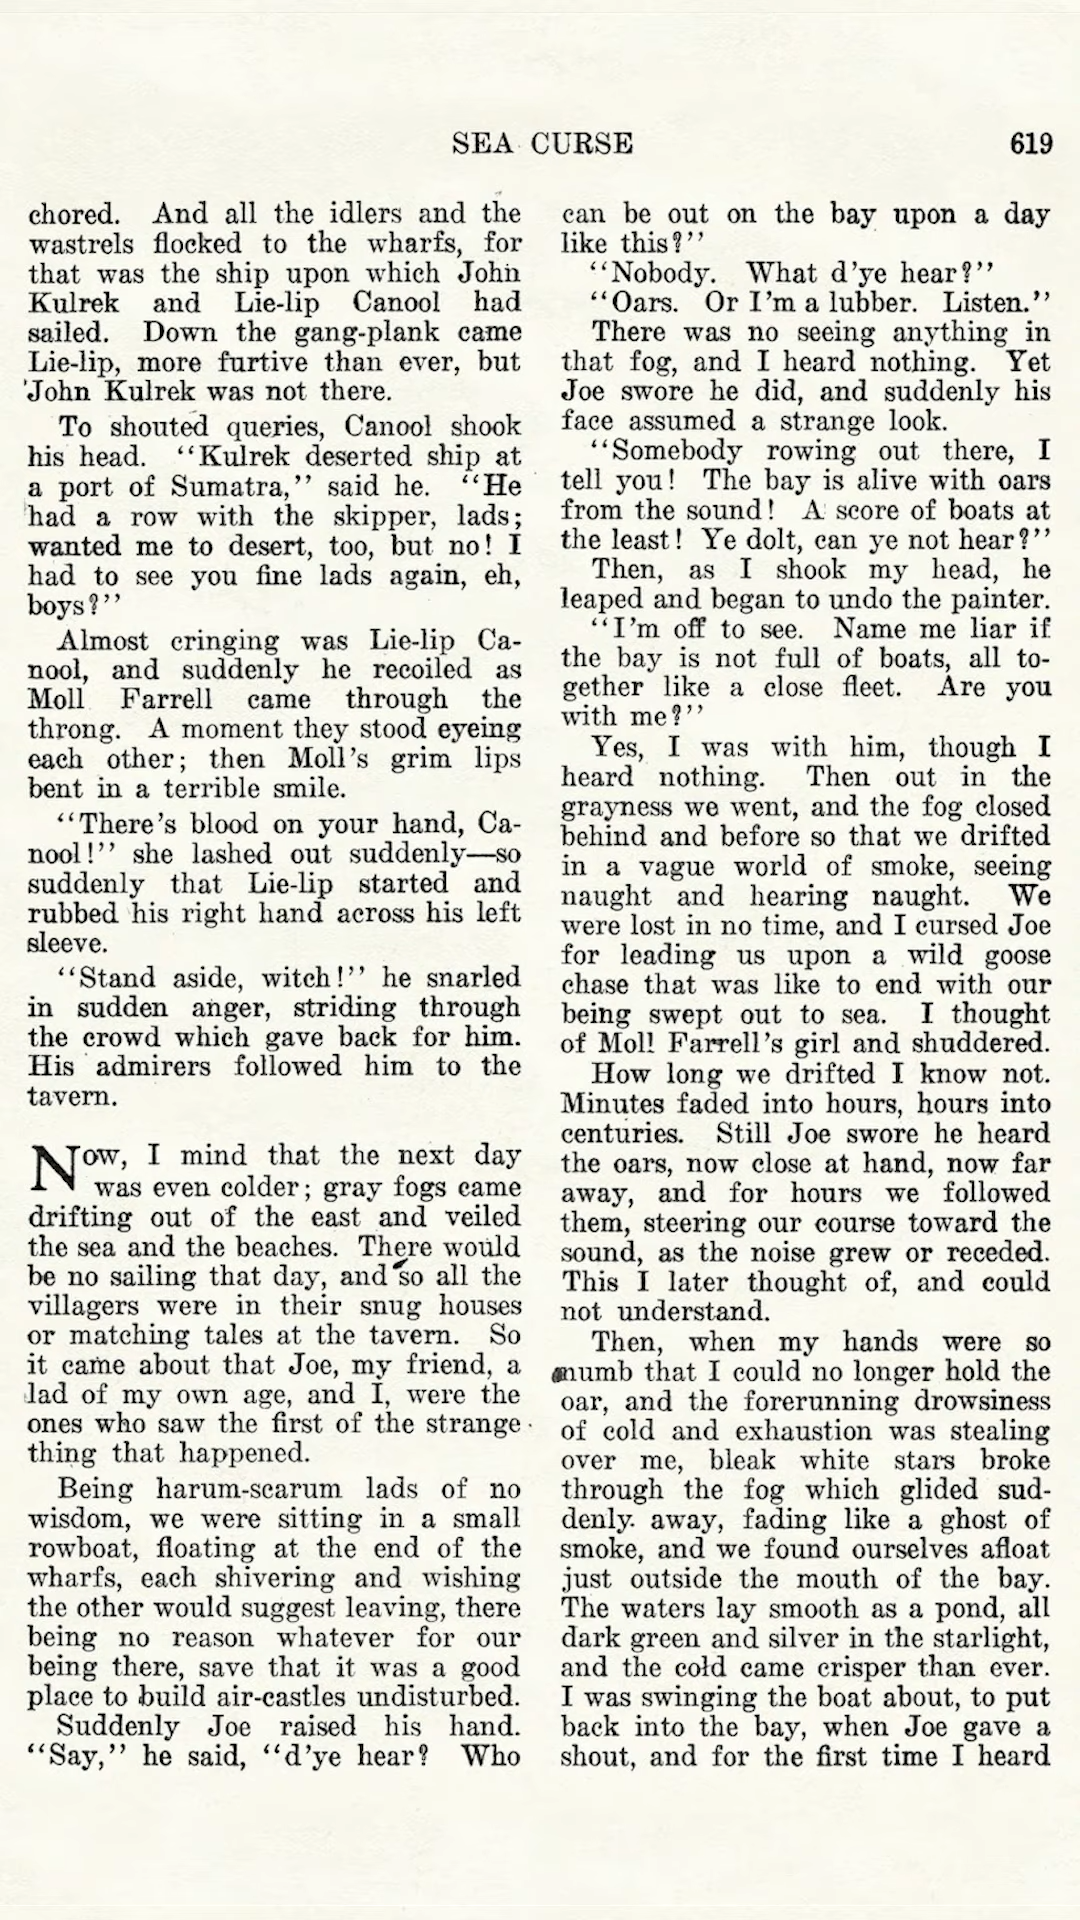 SEA CURSE
619
chored. And all the idlers and the
wastrels flocked to the wharfs, for
that was the ship upon which John
Kulrek and Lie-lip Canool had
sailed. Down the gang-plank came
Lie-lip, more furtive than ever, but
John Kulrek was not there.
To shouted queries, Canool shook
his head. “Kulrek deserted ship at
a port of Sumatra,” said he. “He
had a row with the skipper, lads;
wanted me to desert, too, but no! I
had to see you fine lads again, eh,
boys?”
Almost cringing was Lie-lip Ca-
nool, and suddenly he recoiled as
Moll Farrell came through the
throng. A moment they stood eyeing
each other; then Moll’s grim lips
bent in a terrible smile.
“There’s blood on your hand, Ca-
nool!” she lashed out suddenly—so
suddenly that Lie-lip started and
rubbed his right hand across his left
sleeve.
“Stand aside, witch!” he snarled
in sudden anger, striding through
the crowd which gave back for him.
His admirers followed him to the
tavern.
Now, I mind that the next day
was even colder; gray fogs came
drifting out of the east and veiled
the sea and the beaches. There would
be no sailing that day, and so all the
villagers were in their snug houses
or matching tales at the tavern. So
it came about that Joe, my friend, a
lad of my own age, and I, were the
ones who saw the first of the strange
thing that happened.
Being harum-scarum lads of no
wisdom, we were sitting in a small
rowboat, floating at the end of the
wharfs, each shivering and wishing
the other would suggest leaving, there
being no reason whatever for our
being there, save that it was a good
place to build air-castles undisturbed.
Suddenly Joe raised his hand.
“Say,” he said, “d’ye hear? Who
can be out on the bay upon a day
like this?”
“Nobody. What d’ye hear?”
“Oars. Or I’m a lubber. Listen.”
There was no seeing anything in
that fog, and I heard nothing. Yet
Joe swore he did, and suddenly his
face assumed a strange look.
“Somebody rowing out there, I
tell you! The bay is alive with oars
from the sound! A score of boats at
the least! Ye dolt, can ye not hear?”
Then, as I shook my head, he
leaped and began to undo the painter.
“I’m off to see. Name me liar if
the bay is not full of boats, all to-
gether like a close fleet. Are you
with me?”
Yes, I was with him, though I
heard nothing. Then out in the
grayness we went, and the fog closed
behind and before so that we drifted
in a vague world of smoke, seeing
naught and hearing naught. We
were lost in no time, and I cursed Joe
for leading us upon a wild goose
chase that was like to end with our
being swept out to sea. I thought
of Moll Farrell’s girl and shuddered.
How long we drifted I know not.
Minutes faded into hours, hours into
centuries. Still Joe swore he heard
the oars, now close at hand, now far
away, and for hours we followed
them, steering our course toward the
sound, as the noise grew or receded.
This I later thought of, and could
not understand.
Then, when my hands were so
numb that I could no longer hold the
oar, and the forerunning drowsiness
of cold and exhaustion was stealing
over me, bleak white stars broke
through the fog which glided sud-
denly away, fading like a ghost of
smoke, and we found ourselves afloat
just outside the mouth of the bay.
The waters lay smooth as a pond, all
dark green and silver in the starlight,
and the cold came crisper than ever.
I was swinging the boat about, to put
back into the bay, when Joe gave a
shout, and for the first time I heard